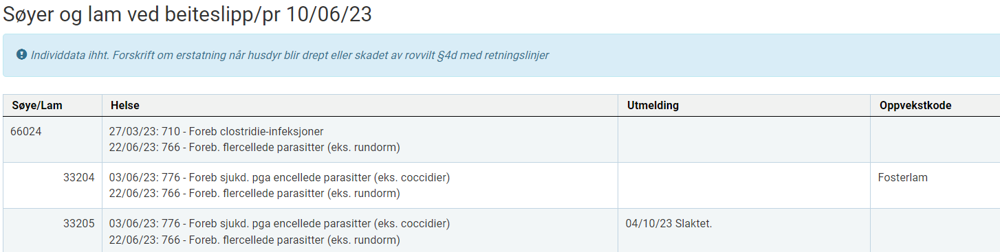 Søyer og lam ved beiteslipp/pr 10/06/23
Individdata ihht. Forskrift om erstatning når husdyr blir drept eller skadet av rovvilt §4d med retningslinjer
Søye/Lam Helse Utmelding Oppvekstkode
66024 27/03/23: 710 - Foreb clostridie-infeksjoner
22/06/23: 766 - Foreb. flercellede parasitter (eks. rundorm)
33204 03/06/23: 776 - Foreb sjukd. pga encellede parasitter (eks. coccidier) Fosterlam
22/06/23: 766 - Foreb. flercellede parasitter (eks. rundorm)
33205 03/06/23: 776 - Foreb sjukd. pga encellede parasitter (eks. coccidier) 04/10/23 Slaktet.
22/06/23: 766 - Foreb. flercellede parasitter (eks. rundorm)